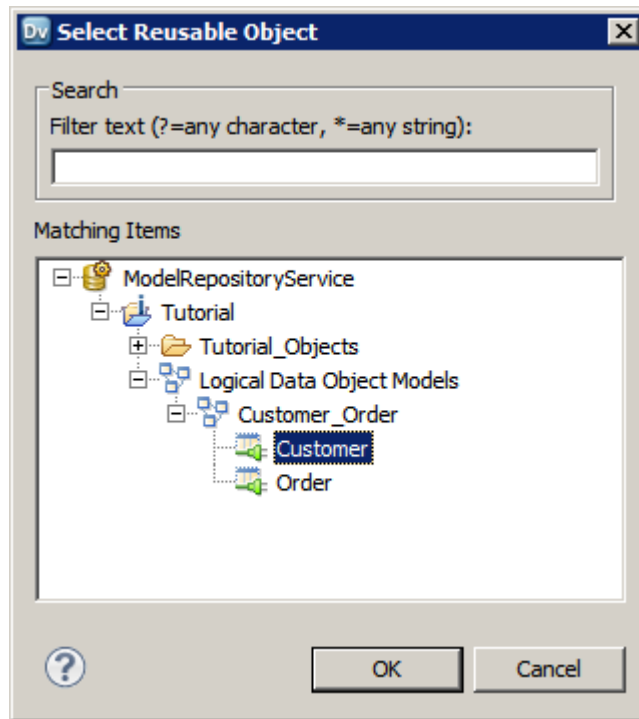 Dv Select Reusable Object
Search
Filter text (?=any character, *=any string):
Matching Items
ModelRepositoryService
Tutorial
Tutorial_Objects
Logical Data Object Models
Customer_Order
Customer
Order
? OK Cancel